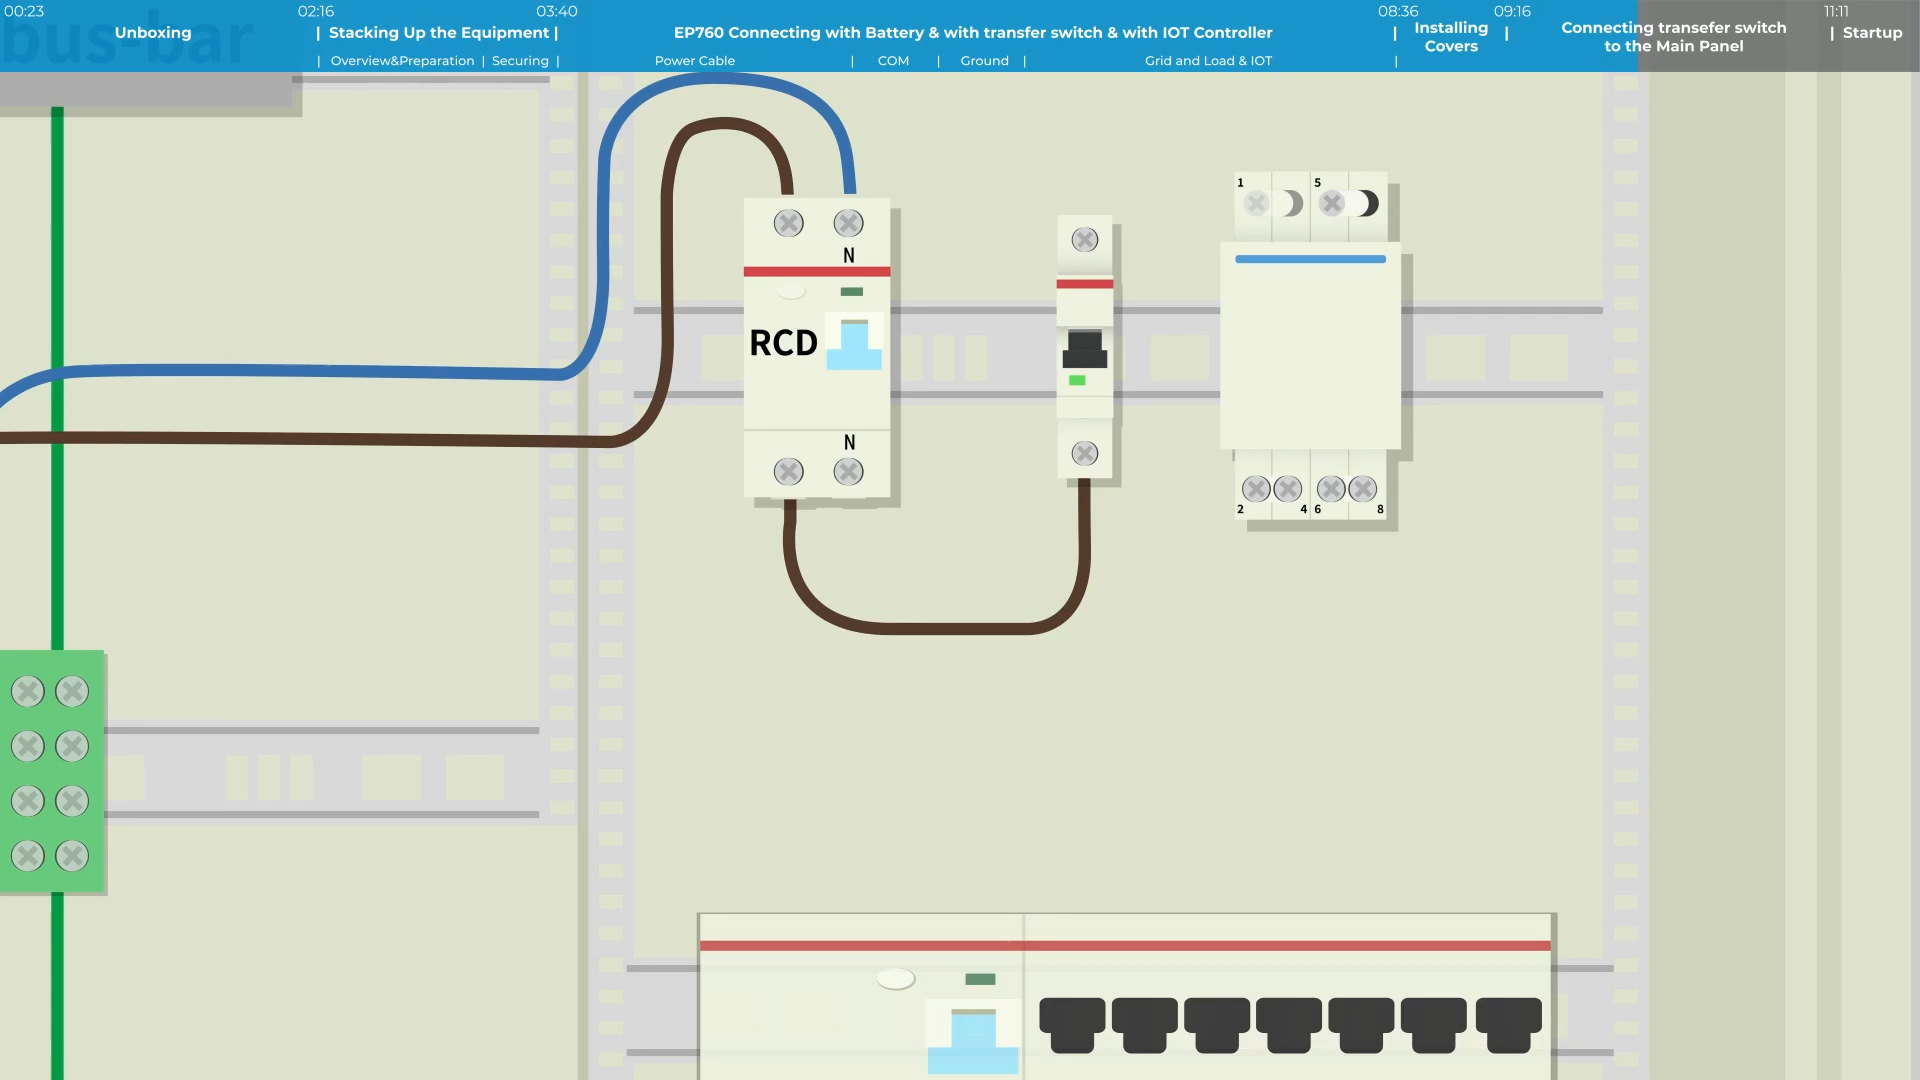 00:23 02:16 03:40 08:36 09:16 11:11
bus-bar
Unboxing | Stacking Up the Equipment | EP760 Connecting with Battery & with transfer switch & with IOT Controller | Installing Covers | Connecting transefer switch to the Main Panel | Startup
| Overview&Preparation | Securing | Power Cable | COM | Ground | Grid and Load & IOT |
1 5
N
RCD
N
2 4 6 8